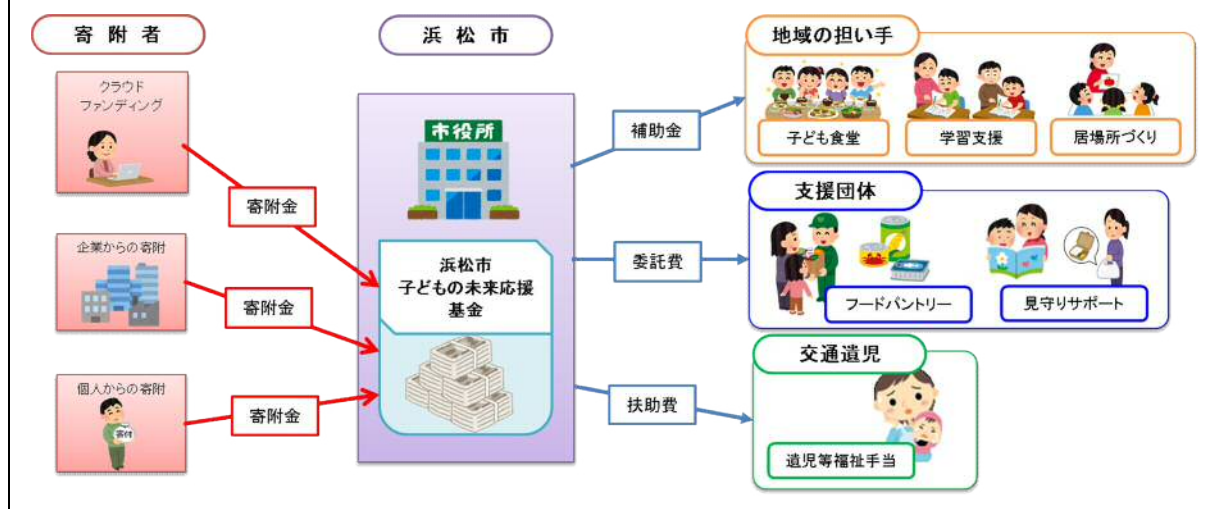 寄附者
クラウド
ファンディング
寄附金
企業からの寄附
寄附金
個人からの寄附
寄付
寄附金
浜松市
市役所
浜松市
子どもの未来応援
基金
補助金
委託費
扶助費
地域の担い手
子ども食堂
学習支援
居場所づくり
支援団体
フードパントリー
見守りサポート
交通遺児
遺児等福祉手当